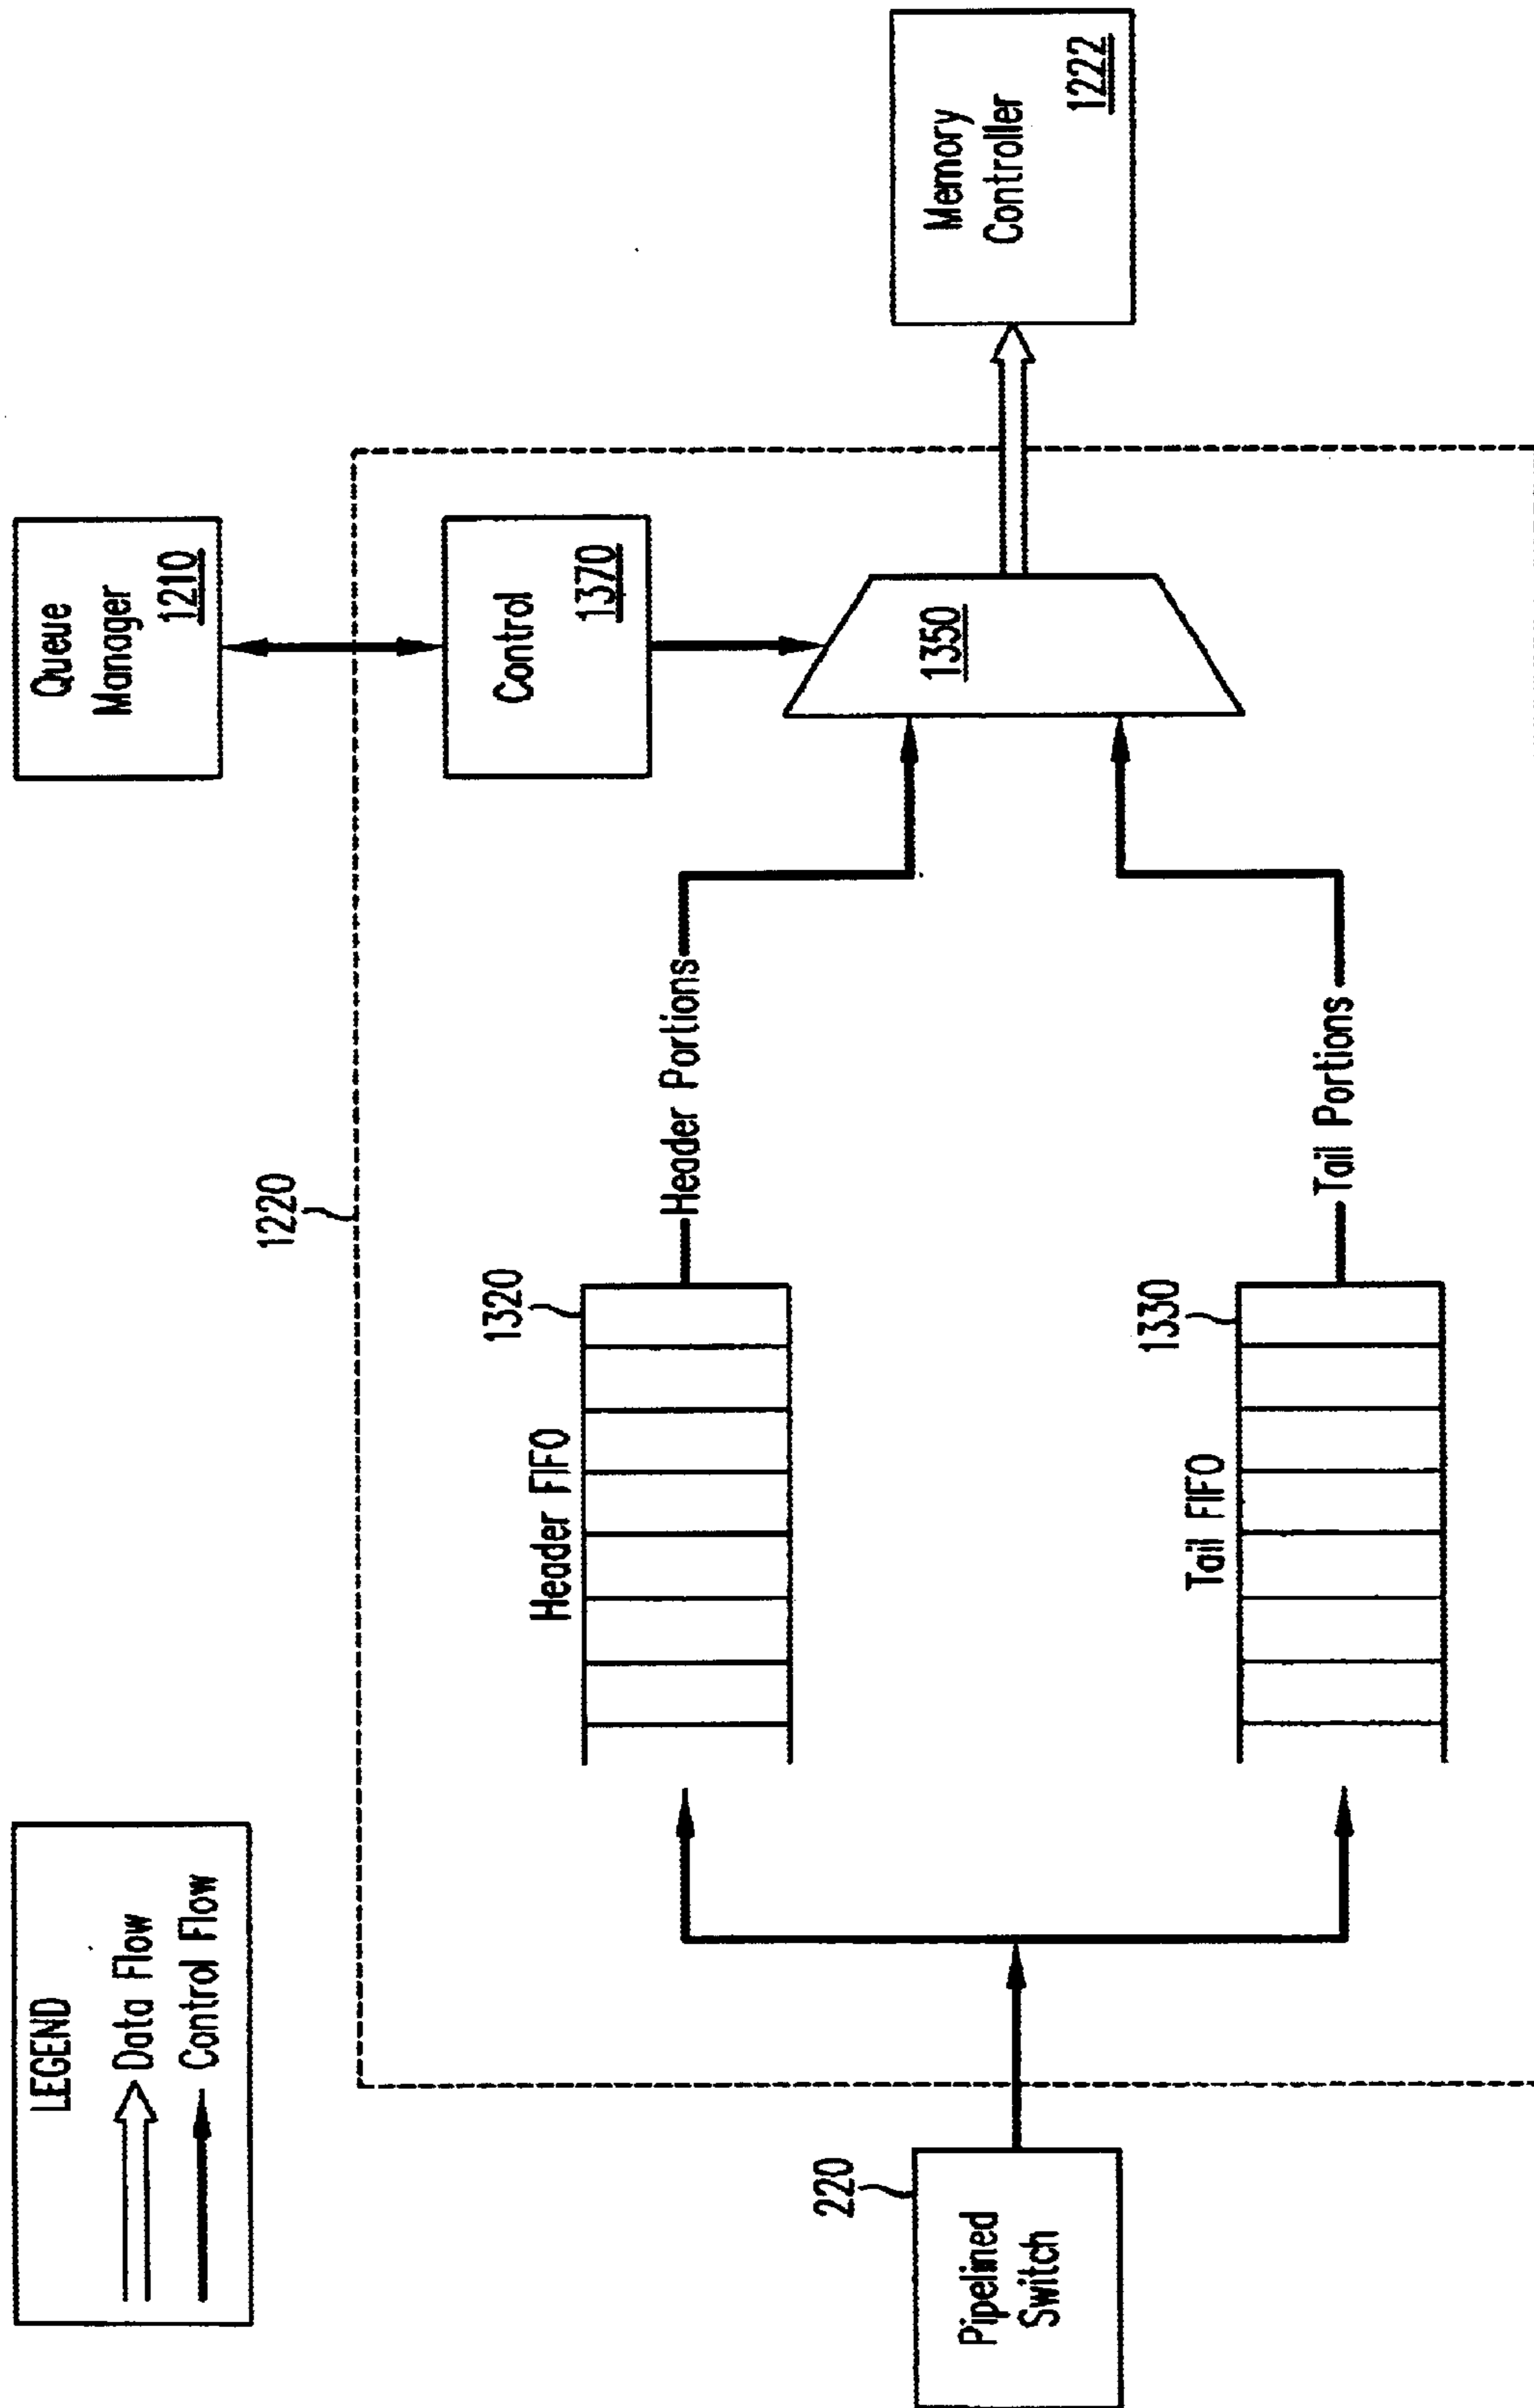 LEGEND
Data Flow
Control Flow
Queue
Manager
1210
1220
Control
1370
Pipelined
Switch
220
Header FIFO
1320
Header Portions
Tail FIFO
1330
Tail Portions
1350
Memory
Controller
1222